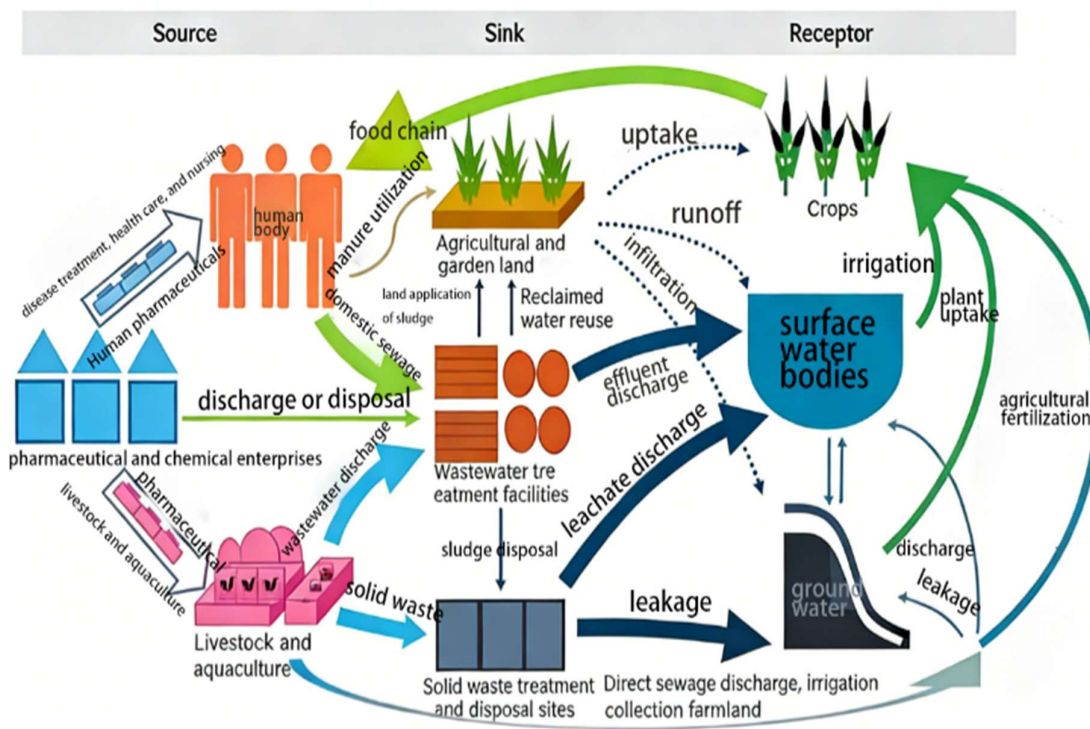 Source
Sink
Receptor
food chain
uptake
disease treatment, health care, and nursing
human
body
manure utilization
runoff
Crops
Human pharmaceuticals
Agricultural and
garden land
infiltration
irrigation
land application
of sludge
Reclaimed
water reuse
plant
uptake
domestic sewage
surface
water
bodies
effluent
discharge
discharge or disposal
agricultural
fertilization
pharmaceutical and chemical enterprises
wastewater discharge
Wastewater tre
eatment facilities
leachate discharge
livestock and aquaculture
pharmaceutical
sludge disposal
discharge
leakage
ground
water
solid waste
leakage
Livestock and
aquaculture
Solid waste treatment
and disposal sites
Direct sewage discharge, irrigation
collection farmland